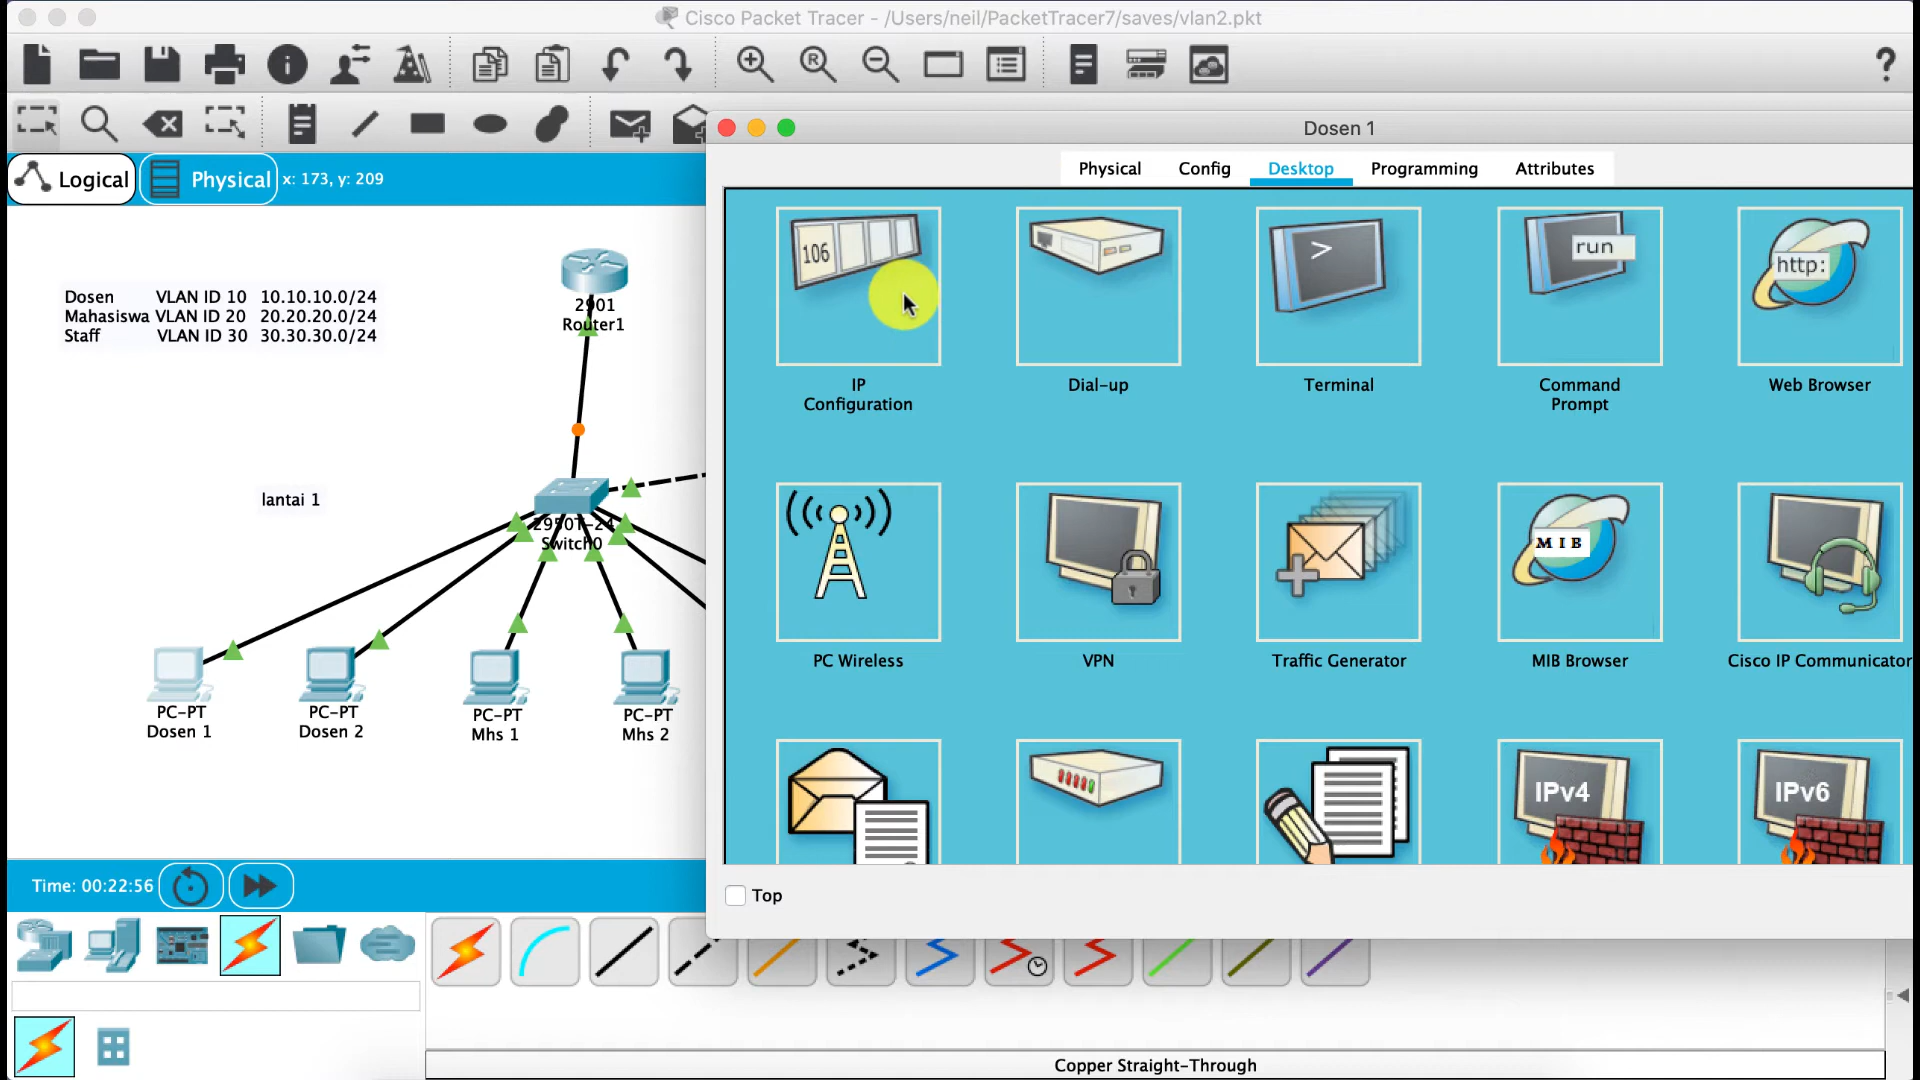 Cisco Packet Tracer - /Users/neil/PacketTracer7/saves/vlan2.pkt
R
?
Dosen 1
Logical
Physical
x: 173, y: 209
Physical
Config
Desktop
Programming
Attributes
Dosen VLAN ID 10 10.10.10.0/24
Mahasiswa VLAN ID 20 20.20.20.0/24
Staff VLAN ID 30 30.30.30.0/24
2901
Router1
lantai 1
2950T-24
Switch0
PC-PT
Dosen 1
PC-PT
Dosen 2
PC-PT
Mhs 1
PC-PT
Mhs 2
106
>
run
http:
IP
Configuration
Dial-up
Terminal
Command
Prompt
Web Browser
MIB
PC Wireless
VPN
Traffic Generator
MIB Browser
Cisco IP Communicator
IPv4
IPv6
Top
Time: 00:22:56
Copper Straight-Through